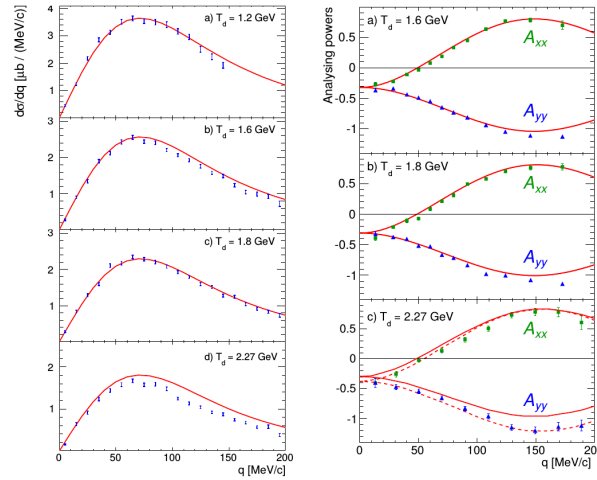 dσ/dq [μb / (MeV/c)]
a) T_d = 1.2 GeV
3
2
1
0
b) T_d = 1.6 GeV
3
2
1
c) T_d = 1.8 GeV
3
2
1
d) T_d = 2.27 GeV
2
1
0 50 100 150 200
q [MeV/c]
Analysing powers
a) T_d = 1.6 GeV
A_xx
A_yy
0.5
0
-0.5
-1
b) T_d = 1.8 GeV
A_xx
A_yy
0.5
0
-0.5
-1
c) T_d = 2.27 GeV
A_xx
A_yy
0.5
0
-0.5
-1
0 50 100 150 20
q [MeV/c]